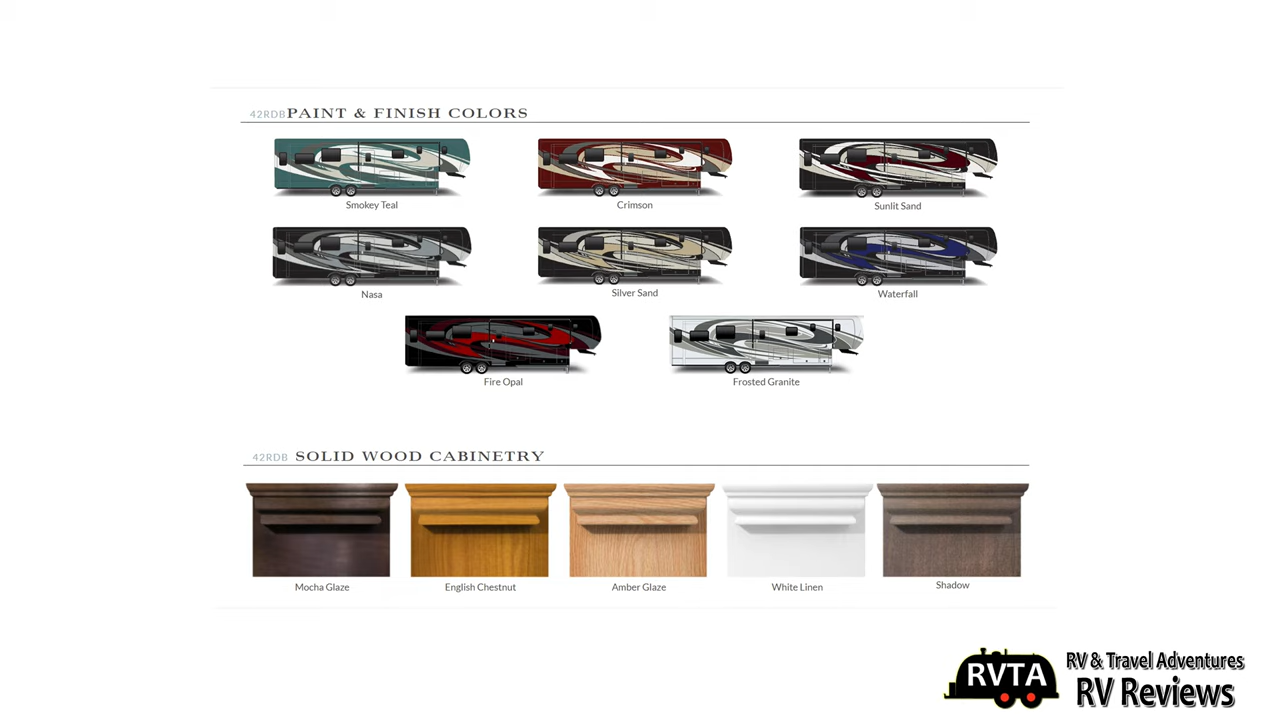 42RDB PAINT & FINISH COLORS
Smokey Teal
Crimson
Sunlit Sand
Nasa
Silver Sand
Waterfall
Fire Opal
Frosted Granite
42RDB SOLID WOOD CABINETRY
Mocha Glaze
English Chestnut
Amber Glaze
White Linen
Shadow
RVTA
RV & Travel Adventures
RV Reviews